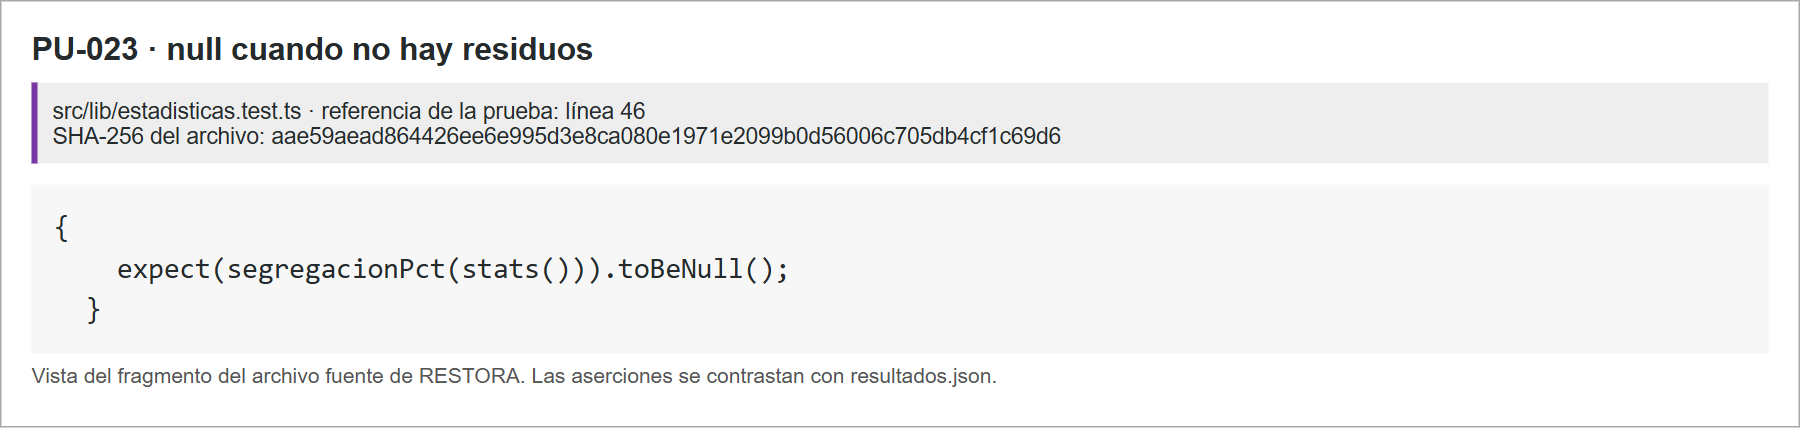 PU-023 · null cuando no hay residuos
src/lib/estadisticas.test.ts · referencia de la prueba: línea 46
SHA-256 del archivo: aae59aead864426ee6e995d3e8ca080e1971e2099b0d56006c705db4cf1c69d6
{
    expect(segregacionPct(stats())).toBeNull();
  }
Vista del fragmento del archivo fuente de RESTORA. Las aserciones se contrastan con resultados.json.